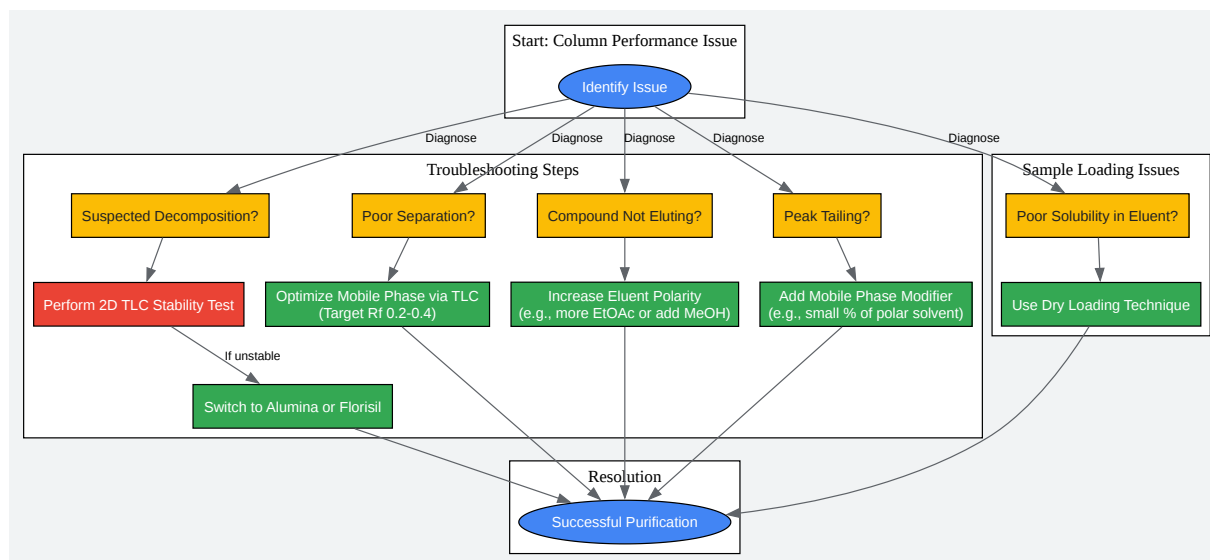 Start: Column Performance Issue
Identify Issue
Diagnose
Diagnose
Diagnose
Diagnose
Diagnose
Troubleshooting Steps
Sample Loading Issues
Suspected Decomposition?
Poor Separation?
Compound Not Eluting?
Peak Tailing?
Poor Solubility in Eluent?
Perform 2D TLC Stability Test
Optimize Mobile Phase via TLC
(Target Rf 0.2-0.4)
Increase Eluent Polarity
(e.g., more EtOAc or add MeOH)
Add Mobile Phase Modifier
(e.g., small % of polar solvent)
Use Dry Loading Technique
If unstable
Switch to Alumina or Florisil
Resolution
Successful Purification